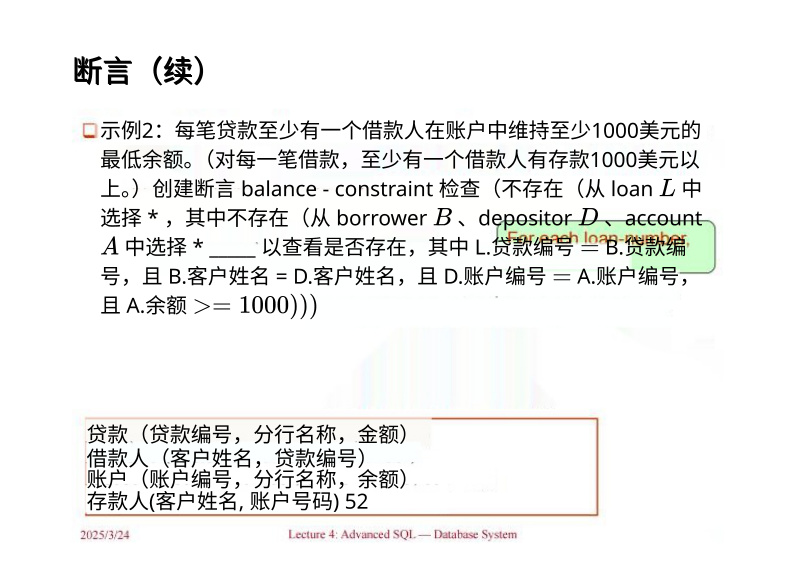 断言（续）
示例2：每笔贷款至少有一个借款人在账户中维持至少1000美元的
最低余额。（对每一笔借款，至少有一个借款人有存款1000美元以
上。）创建断言 balance - constraint 检查（不存在（从 loan L 中
选择 * ，其中不存在（从 borrower B 、depositor D 、account
A 中选择 * _____ 以查看是否存在，其中 L.贷款编号 = B.贷款编
For each loan-number,
号，且 B.客户姓名 = D.客户姓名，且 D.账户编号 = A.账户编号，
且 A.余额 >= 1000)))
贷款（贷款编号，分行名称，金额）
借款人（客户姓名，贷款编号）
账户（账户编号，分行名称，余额）
存款人(客户姓名, 账户号码) 52
2025/3/24
Lecture 4: Advanced SQL — Database System